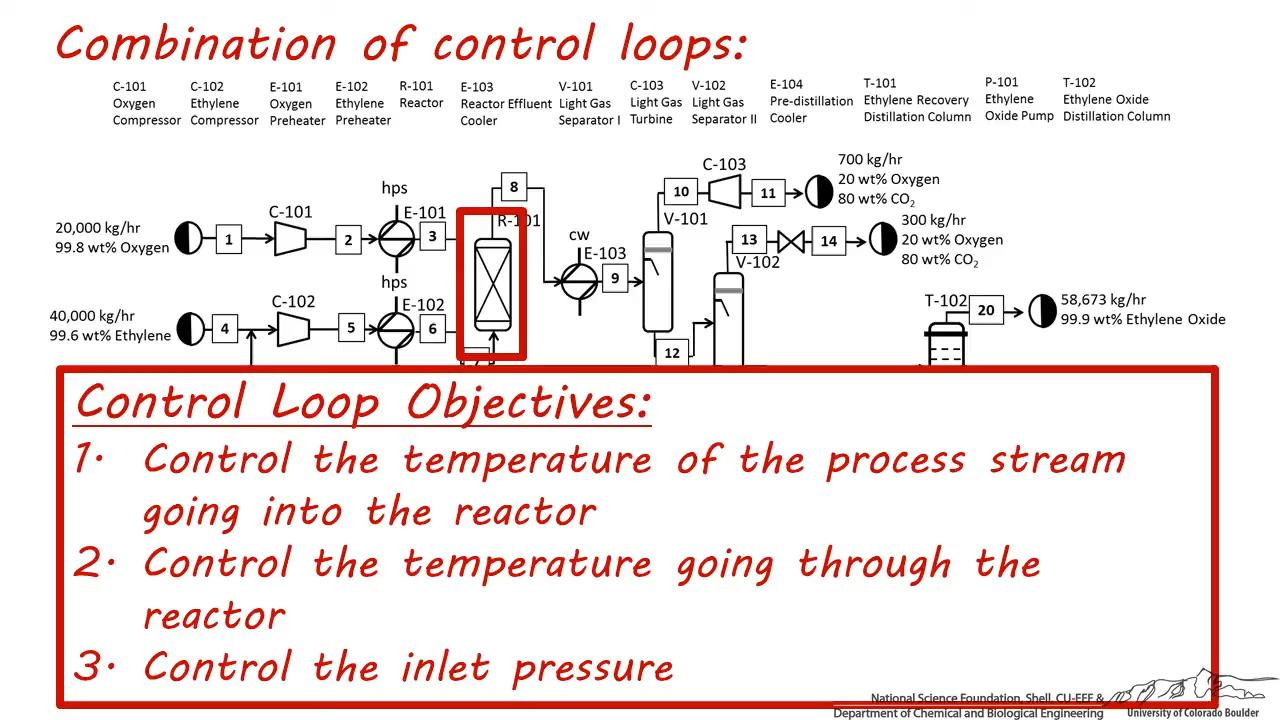 Combination of control loops:
C-101 C-102 E-101 E-102 R-101 E-103 V-101 C-103 V-102 E-104 T-101 P-101 T-102
Oxygen Ethylene Oxygen Ethylene Reactor Reactor Effluent Light Gas Light Gas Light Gas Pre-distillation Ethylene Recovery Ethylene Ethylene Oxide
Compressor Compressor Preheater Preheater Cooler Separator I Turbine Separator II Cooler Distillation Column Oxide Pump Distillation Column
700 kg/hr
20 wt% Oxygen
80 wt% CO2
C-103
10
11
hps
8
20,000 kg/hr
99.8 wt% Oxygen
1
C-101
2
E-101
3
R-101
cw
E-103
9
V-101
13
14
V-102
300 kg/hr
20 wt% Oxygen
80 wt% CO2
hps
40,000 kg/hr
99.6 wt% Ethylene
4
C-102
5
E-102
6
12
T-102
20
58,673 kg/hr
99.9 wt% Ethylene Oxide
Control Loop Objectives:
1. Control the temperature of the process stream
going into the reactor
2. Control the temperature going through the
reactor
3. Control the inlet pressure
National Science Foundation, Shell, CU-EEF &
Department of Chemical and Biological Engineering
University of Colorado Boulder